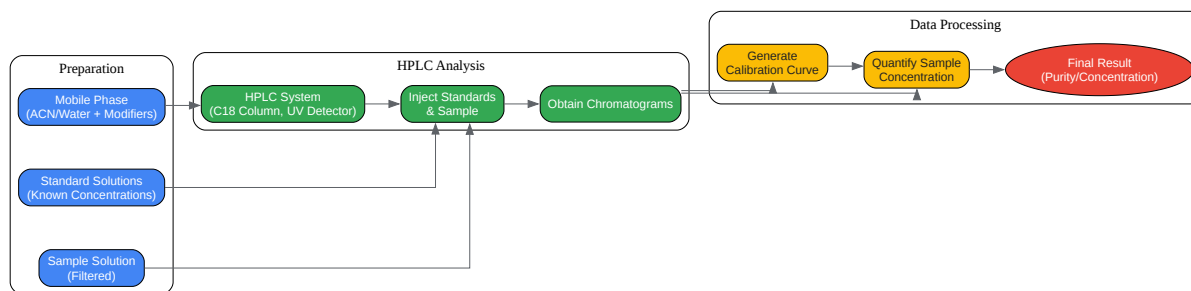 Preparation
Mobile Phase
(ACN/Water + Modifiers)
Standard Solutions
(Known Concentrations)
Sample Solution
(Filtered)
HPLC Analysis
HPLC System
(C18 Column, UV Detector)
Inject Standards
& Sample
Obtain Chromatograms
Data Processing
Generate
Calibration Curve
Quantify Sample
Concentration
Final Result
(Purity/Concentration)